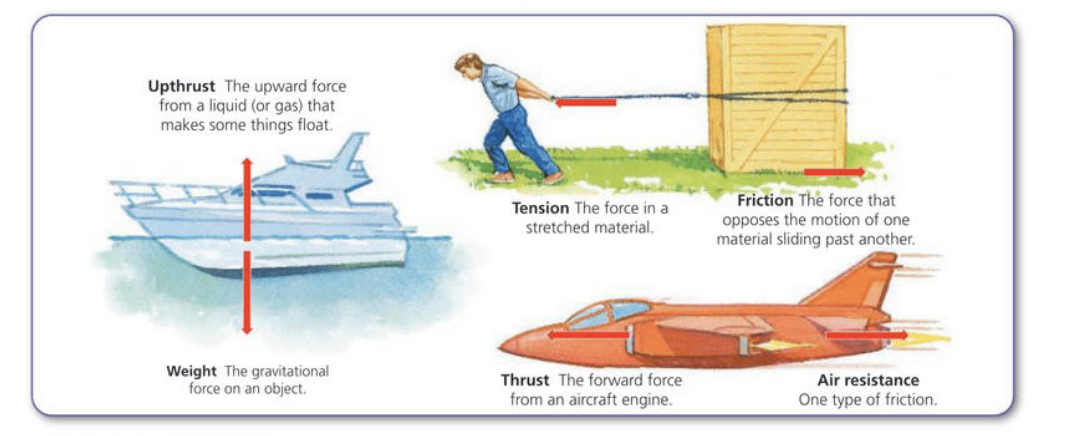 Upthrust The upward force
from a liquid (or gas) that
makes some things float.
Weight The gravitational
force on an object.
Tension The force in a
stretched material.
Friction The force that
opposes the motion of one
material sliding past another.
Thrust The forward force
from an aircraft engine.
Air resistance
One type of friction.